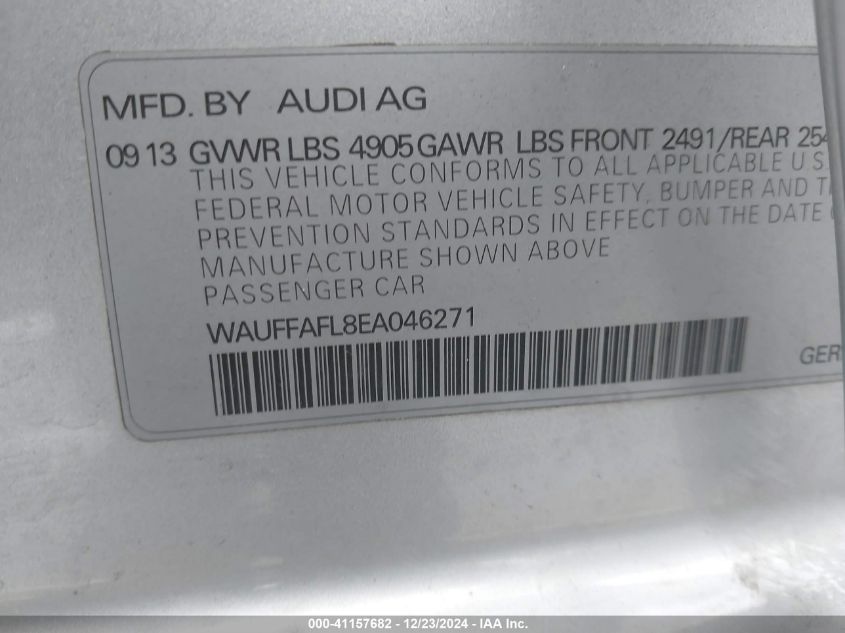 MFD. BY AUDI AG
09 13 GVWR LBS 4905 GAWR LBS FRONT 2491/REAR
THIS VEHICLE CONFORMS TO ALL APPLICABLE U.S.
FEDERAL MOTOR VEHICLE SAFETY, BUMPER AND
PREVENTION STANDARDS IN EFFECT ON THE DATE
MANUFACTURE SHOWN ABOVE
PASSENGER CAR
WAUFFAFL8EA046271
GER
000-41157682 - 12/23/2024 - IAA Inc.